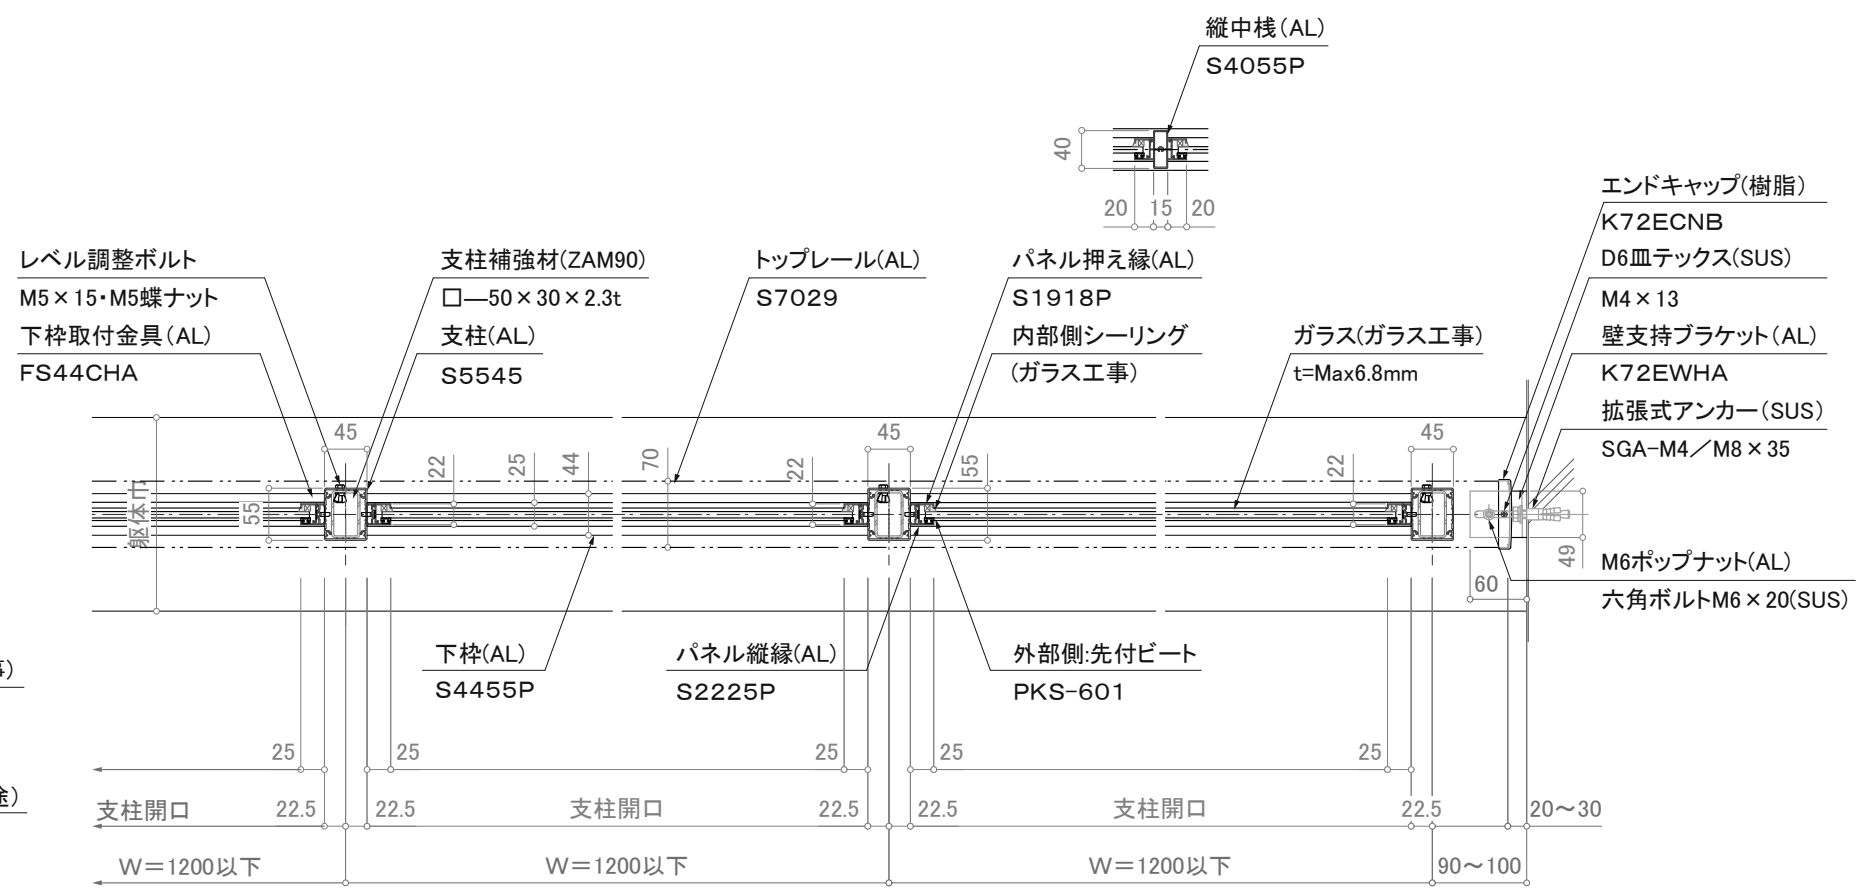 縦中桟(AL)
S4055P
40
20 15 20
エンドキャップ(樹脂)
K72ECNB
D6皿テックス(SUS)
M4×13
壁支持ブラケット(AL)
K72EWHA
拡張式アンカー(SUS)
SGA-M4／M8×35
レベル調整ボルト
M5×15・M5蝶ナット
下枠取付金具(AL)
FS44CHA
支柱補強材(ZAM90)
□—50×30×2.3t
支柱(AL)
S5545
トップレール(AL)
S7029
パネル押え縁(AL)
S1918P
内部側シーリング
(ガラス工事)
ガラス(ガラス工事)
t=Max6.8mm
45 45 45
22 25 44 70 22 55 22
躯体巾
55
49
60
M6ポップナット(AL)
六角ボルトM6×20(SUS)
下枠(AL)
S4455P
パネル縦縁(AL)
S2225P
外部側:先付ビート
PKS-601
事)
途)
25 25 25 25 25
支柱開口 22.5 22.5 支柱開口 22.5 22.5 支柱開口 22.5 20～30
W＝1200以下 W＝1200以下 W＝1200以下 90～100